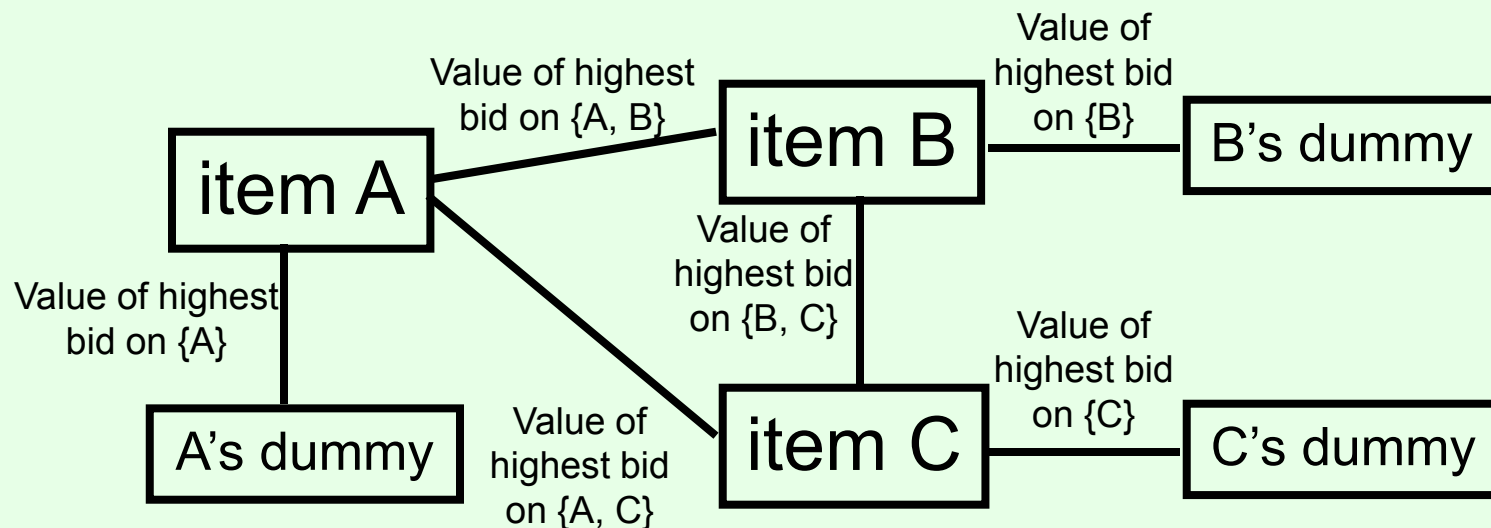 Value of highest
bid on {A, B}
Value of
highest bid
on {B}
item A
item B
B’s dummy
Value of highest
bid on {A}
Value of
highest bid
on {B, C}
Value of
highest bid
on {C}
A’s dummy
Value of
highest bid
on {A, C}
item C
C’s dummy